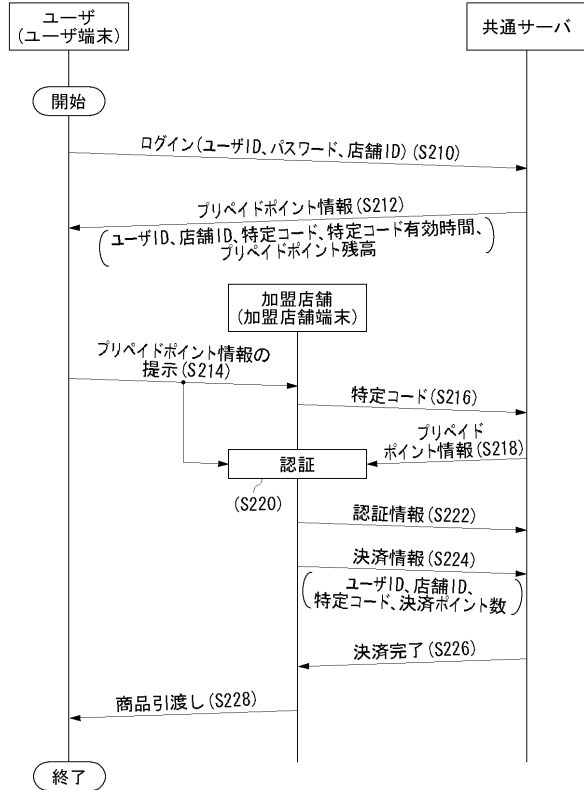 ユーザ
(ユーザ端末)
共通サーバ
開始
ログイン(ユーザID、パスワード、店舗ID)(S210)
プリペイドポイント情報(S212)
ユーザID、店舗ID、特定コード、特定コード有効時間、
プリペイドポイント残高
加盟店舗
(加盟店舗端末)
プリペイドポイント情報の
提示(S214)
特定コード(S216)
プリペイド
ポイント情報(S218)
認証
(S220)
認証情報(S222)
決済情報(S224)
ユーザID、店舗ID、
特定コード、決済ポイント数
決済完了(S226)
商品引渡し(S228)
終了